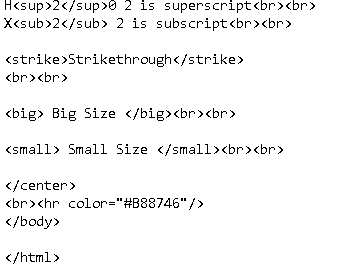 H<sup>2</sup>0 2 is superscript<br><br>
X<sub>2</sub> 2 is subscript<br><br>
<strike>Strikethrough</strike>
<br><br>
<big> Big Size </big><br><br>
<small> Small Size </small><br><br>
</center>
<br><hr color="#B88746"/>
</body>
</html>